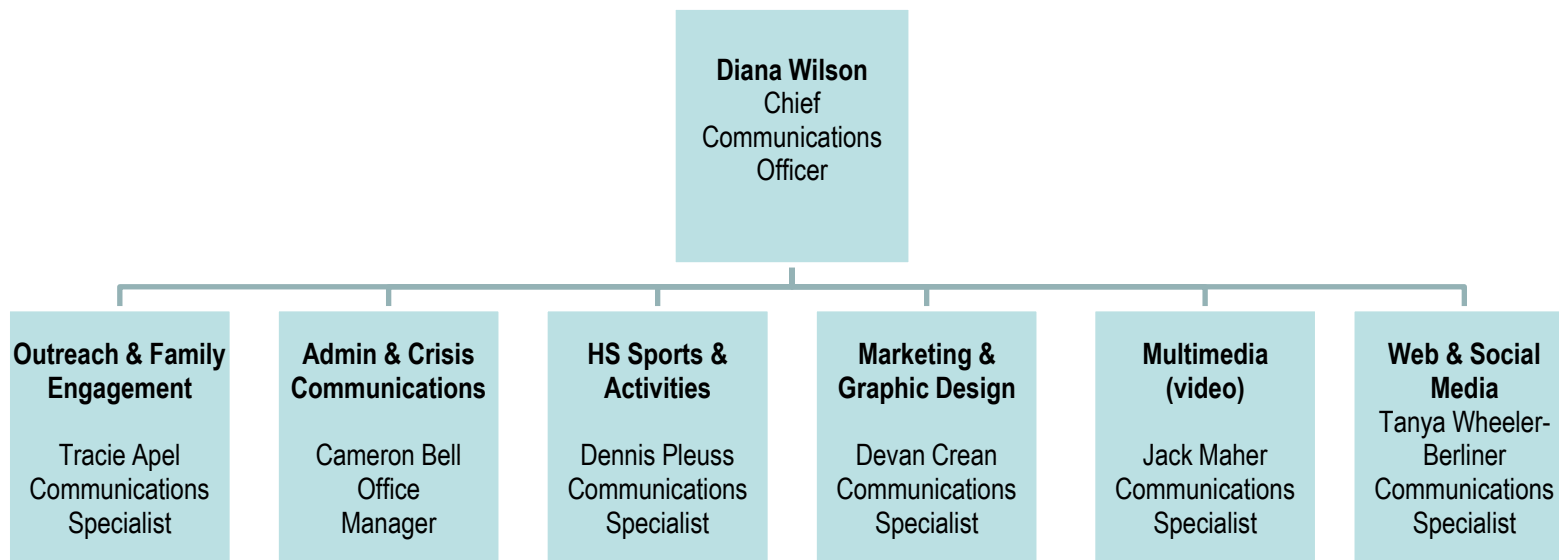 Diana Wilson
Chief
Communications
Officer
Outreach & Family
Engagement
Tracie Apel
Communications
Specialist
Admin & Crisis
Communications
Cameron Bell
Office
Manager
HS Sports &
Activities
Dennis Pleuss
Communications
Specialist
Marketing &
Graphic Design
Devan Crean
Communications
Specialist
Multimedia
(video)
Jack Maher
Communications
Specialist
Web & Social
Media
Tanya Wheeler-
Berliner
Communications
Specialist